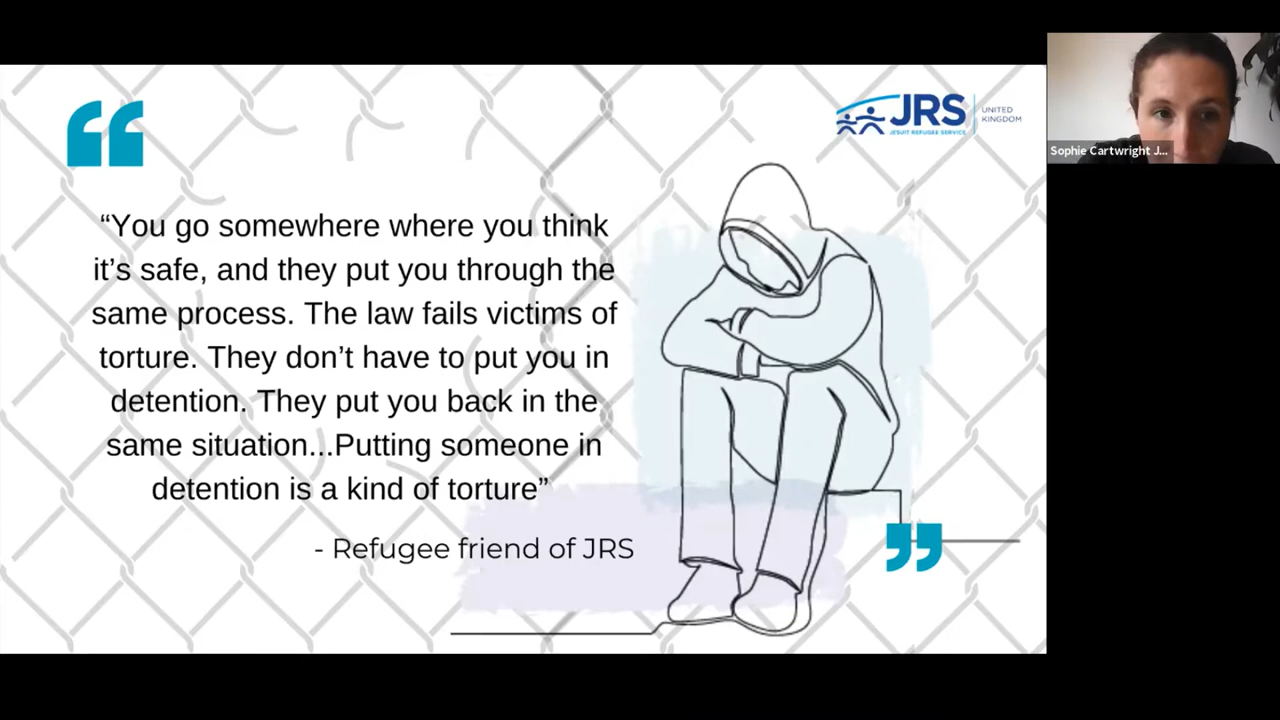 “You go somewhere where you think
it’s safe, and they put you through the
same process. The law fails victims of
torture. They don’t have to put you in
detention. They put you back in the
same situation...Putting someone in
detention is a kind of torture”
- Refugee friend of JRS
JRS
JESUIT REFUGEE SERVICE
UNITED
KINGDOM
Sophie Cartwright J...